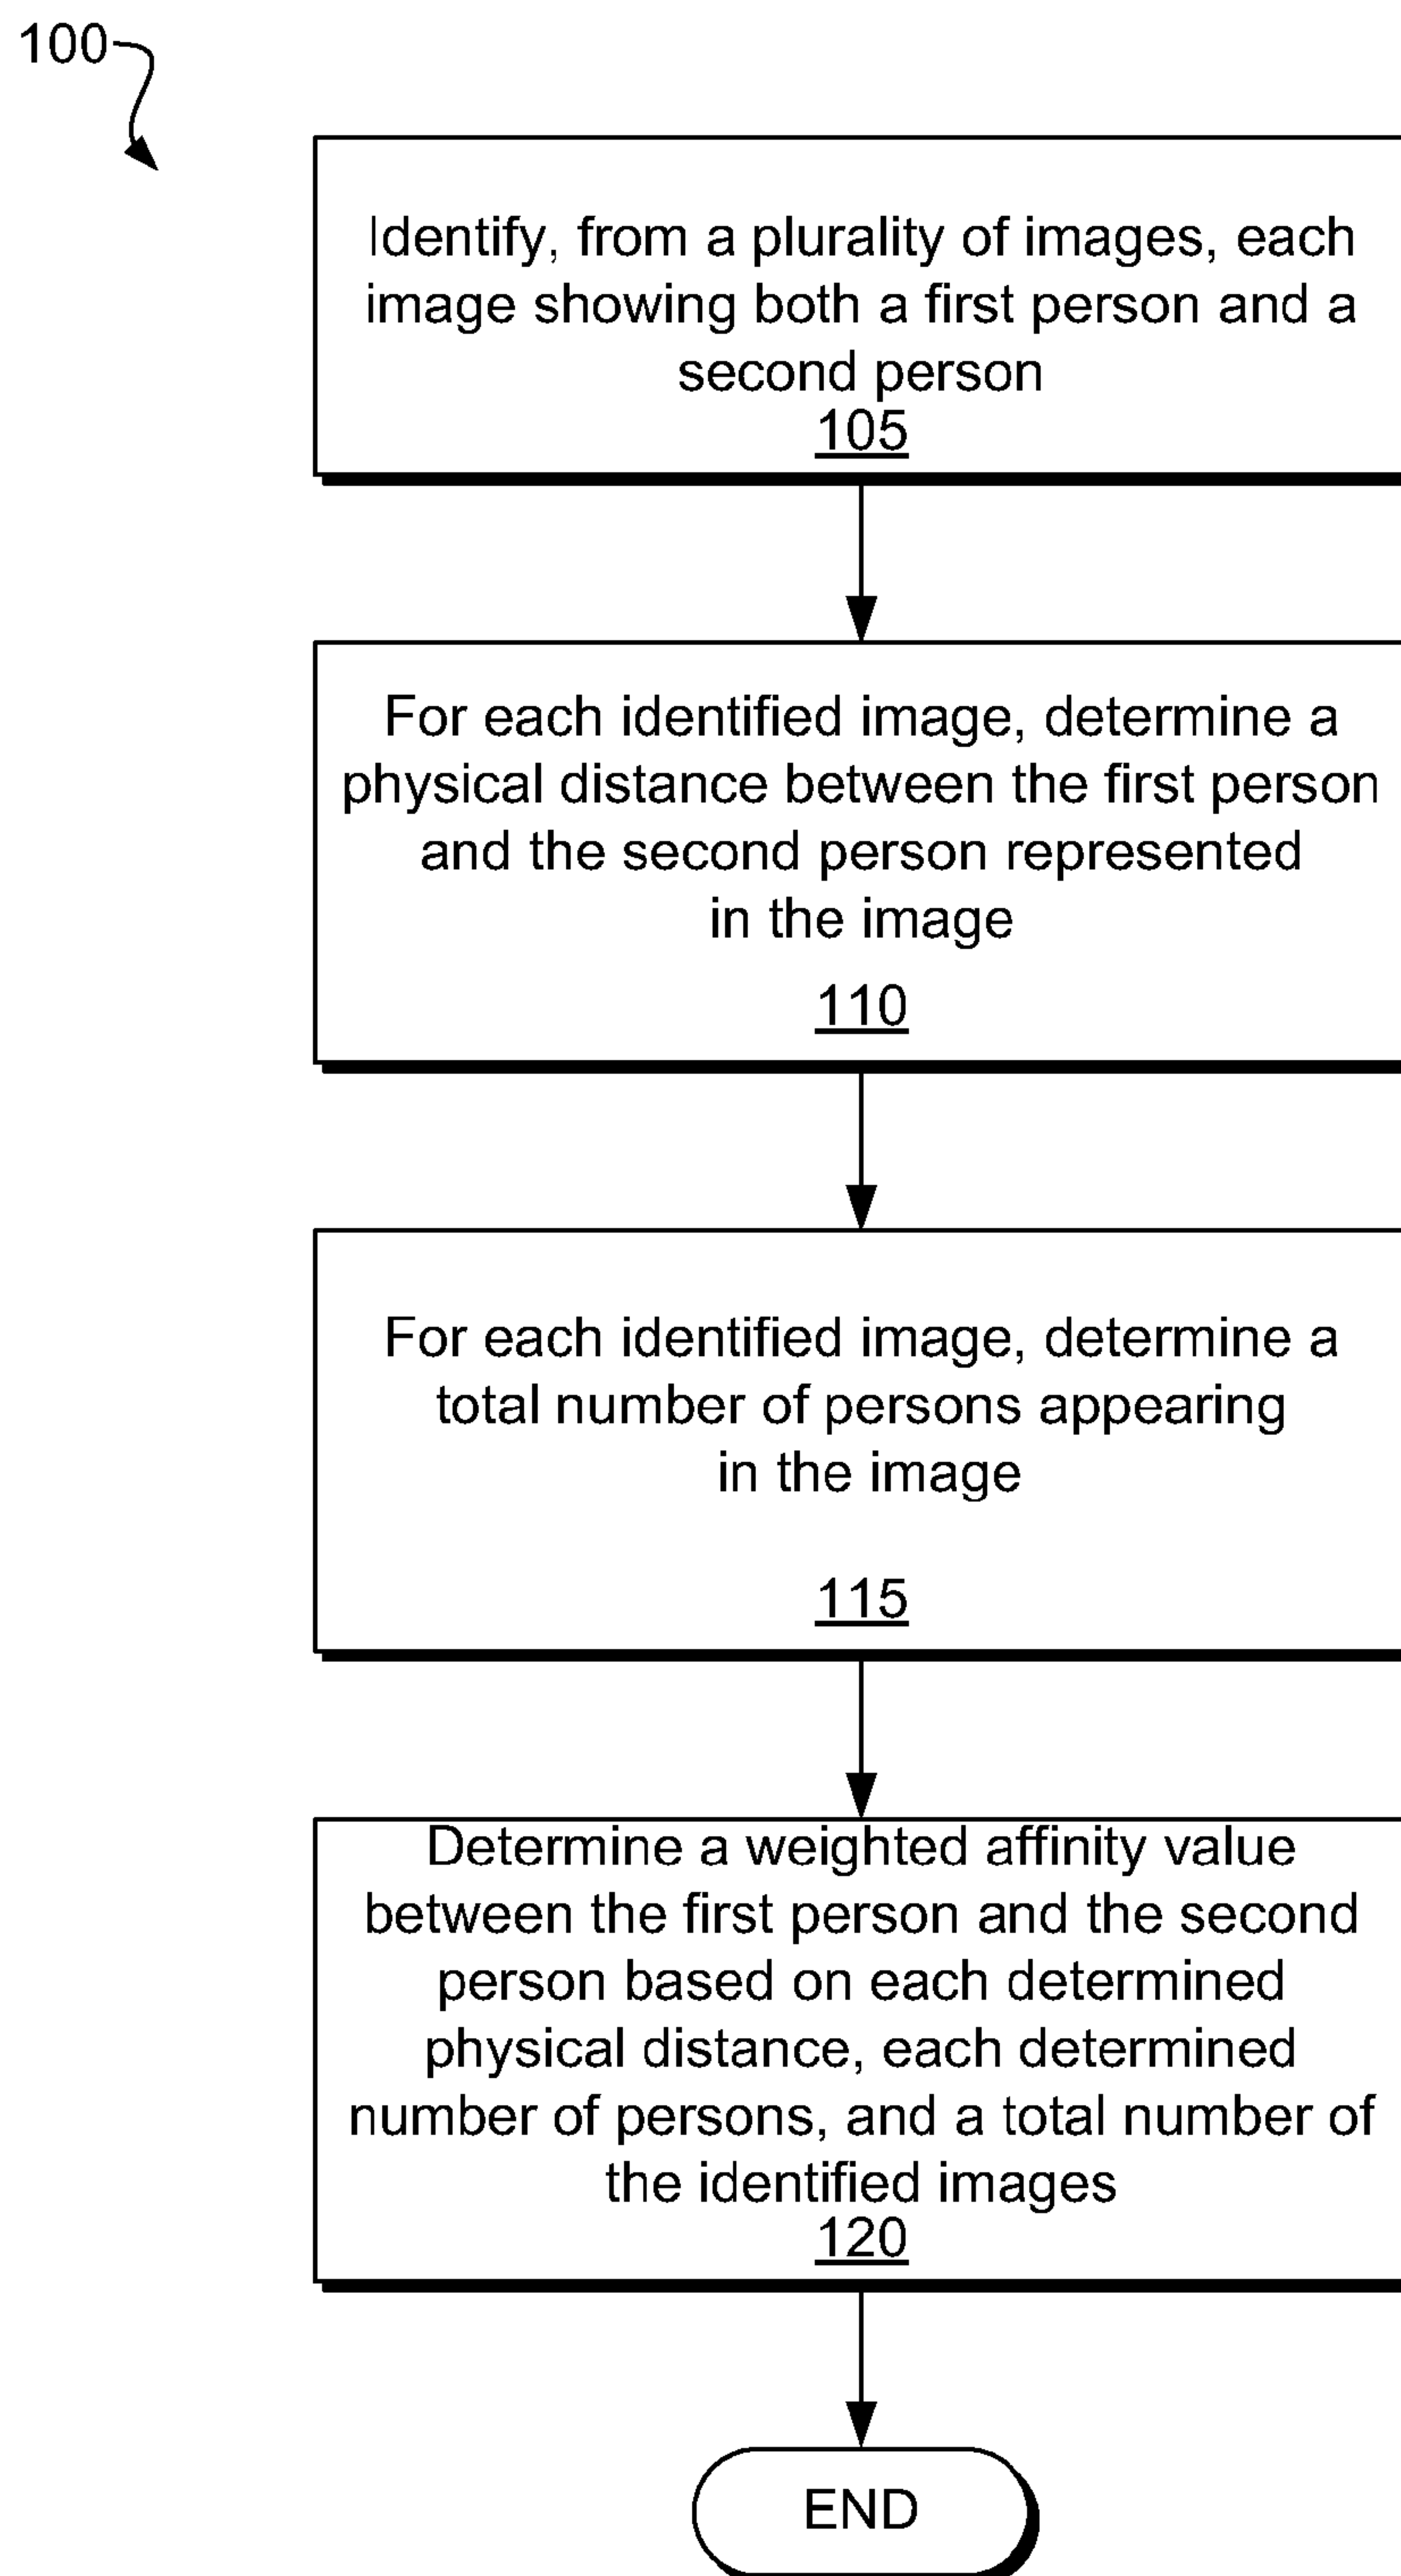 100
Identify, from a plurality of images, each
image showing both a first person and a
second person
105
For each identified image, determine a
physical distance between the first person
and the second person represented
in the image
110
For each identified image, determine a
total number of persons appearing
in the image
115
Determine a weighted affinity value
between the first person and the second
person based on each determined
physical distance, each determined
number of persons, and a total number of
the identified images
120
END